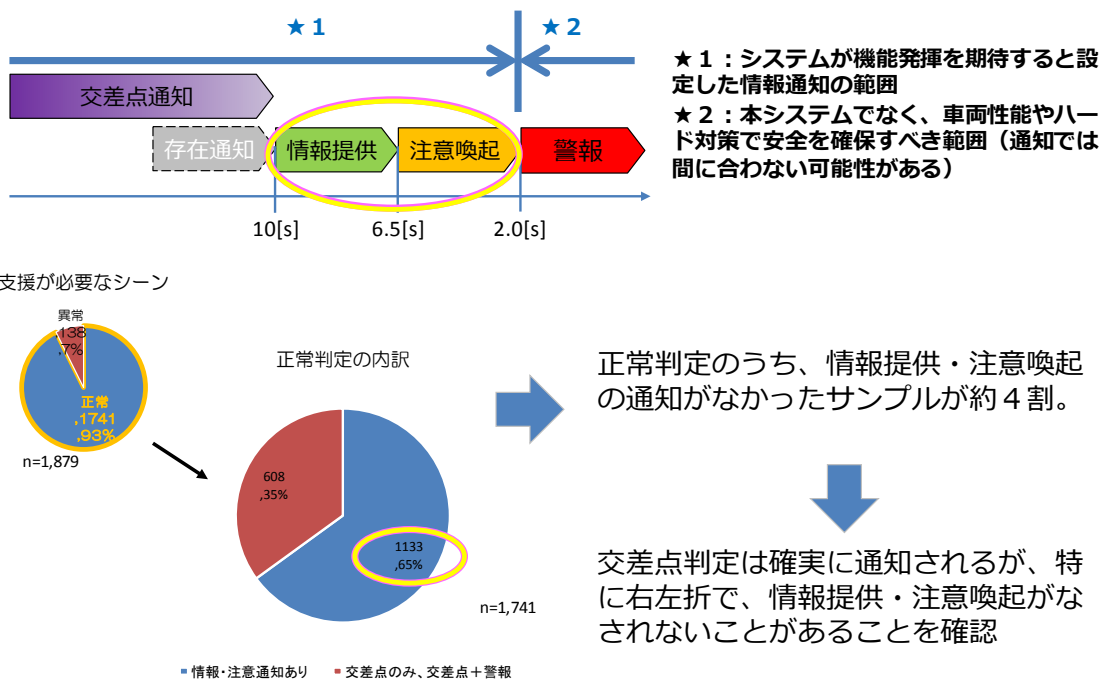 ★1
★2
交差点通知
存在通知
情報提供
注意喚起
警報
10[s]
6.5[s]
2.0[s]
★1：システムが機能発揮を期待すると設
定した情報通知の範囲
★2：本システムでなく、車両性能やハー
ド対策で安全を確保すべき範囲（通知では
間に合わない可能性がある）
支援が必要なシーン
異常
,138
,7%
正常
,1741
,93%
n=1,879
正常判定の内訳
608
,35%
1133
,65%
n=1,741
情報・注意通知あり
交差点のみ、交差点＋警報
正常判定のうち、情報提供・注意喚起
の通知がなかったサンプルが約４割。
交差点判定は確実に通知されるが、特
に右左折で、情報提供・注意喚起がな
されないことがあることを確認